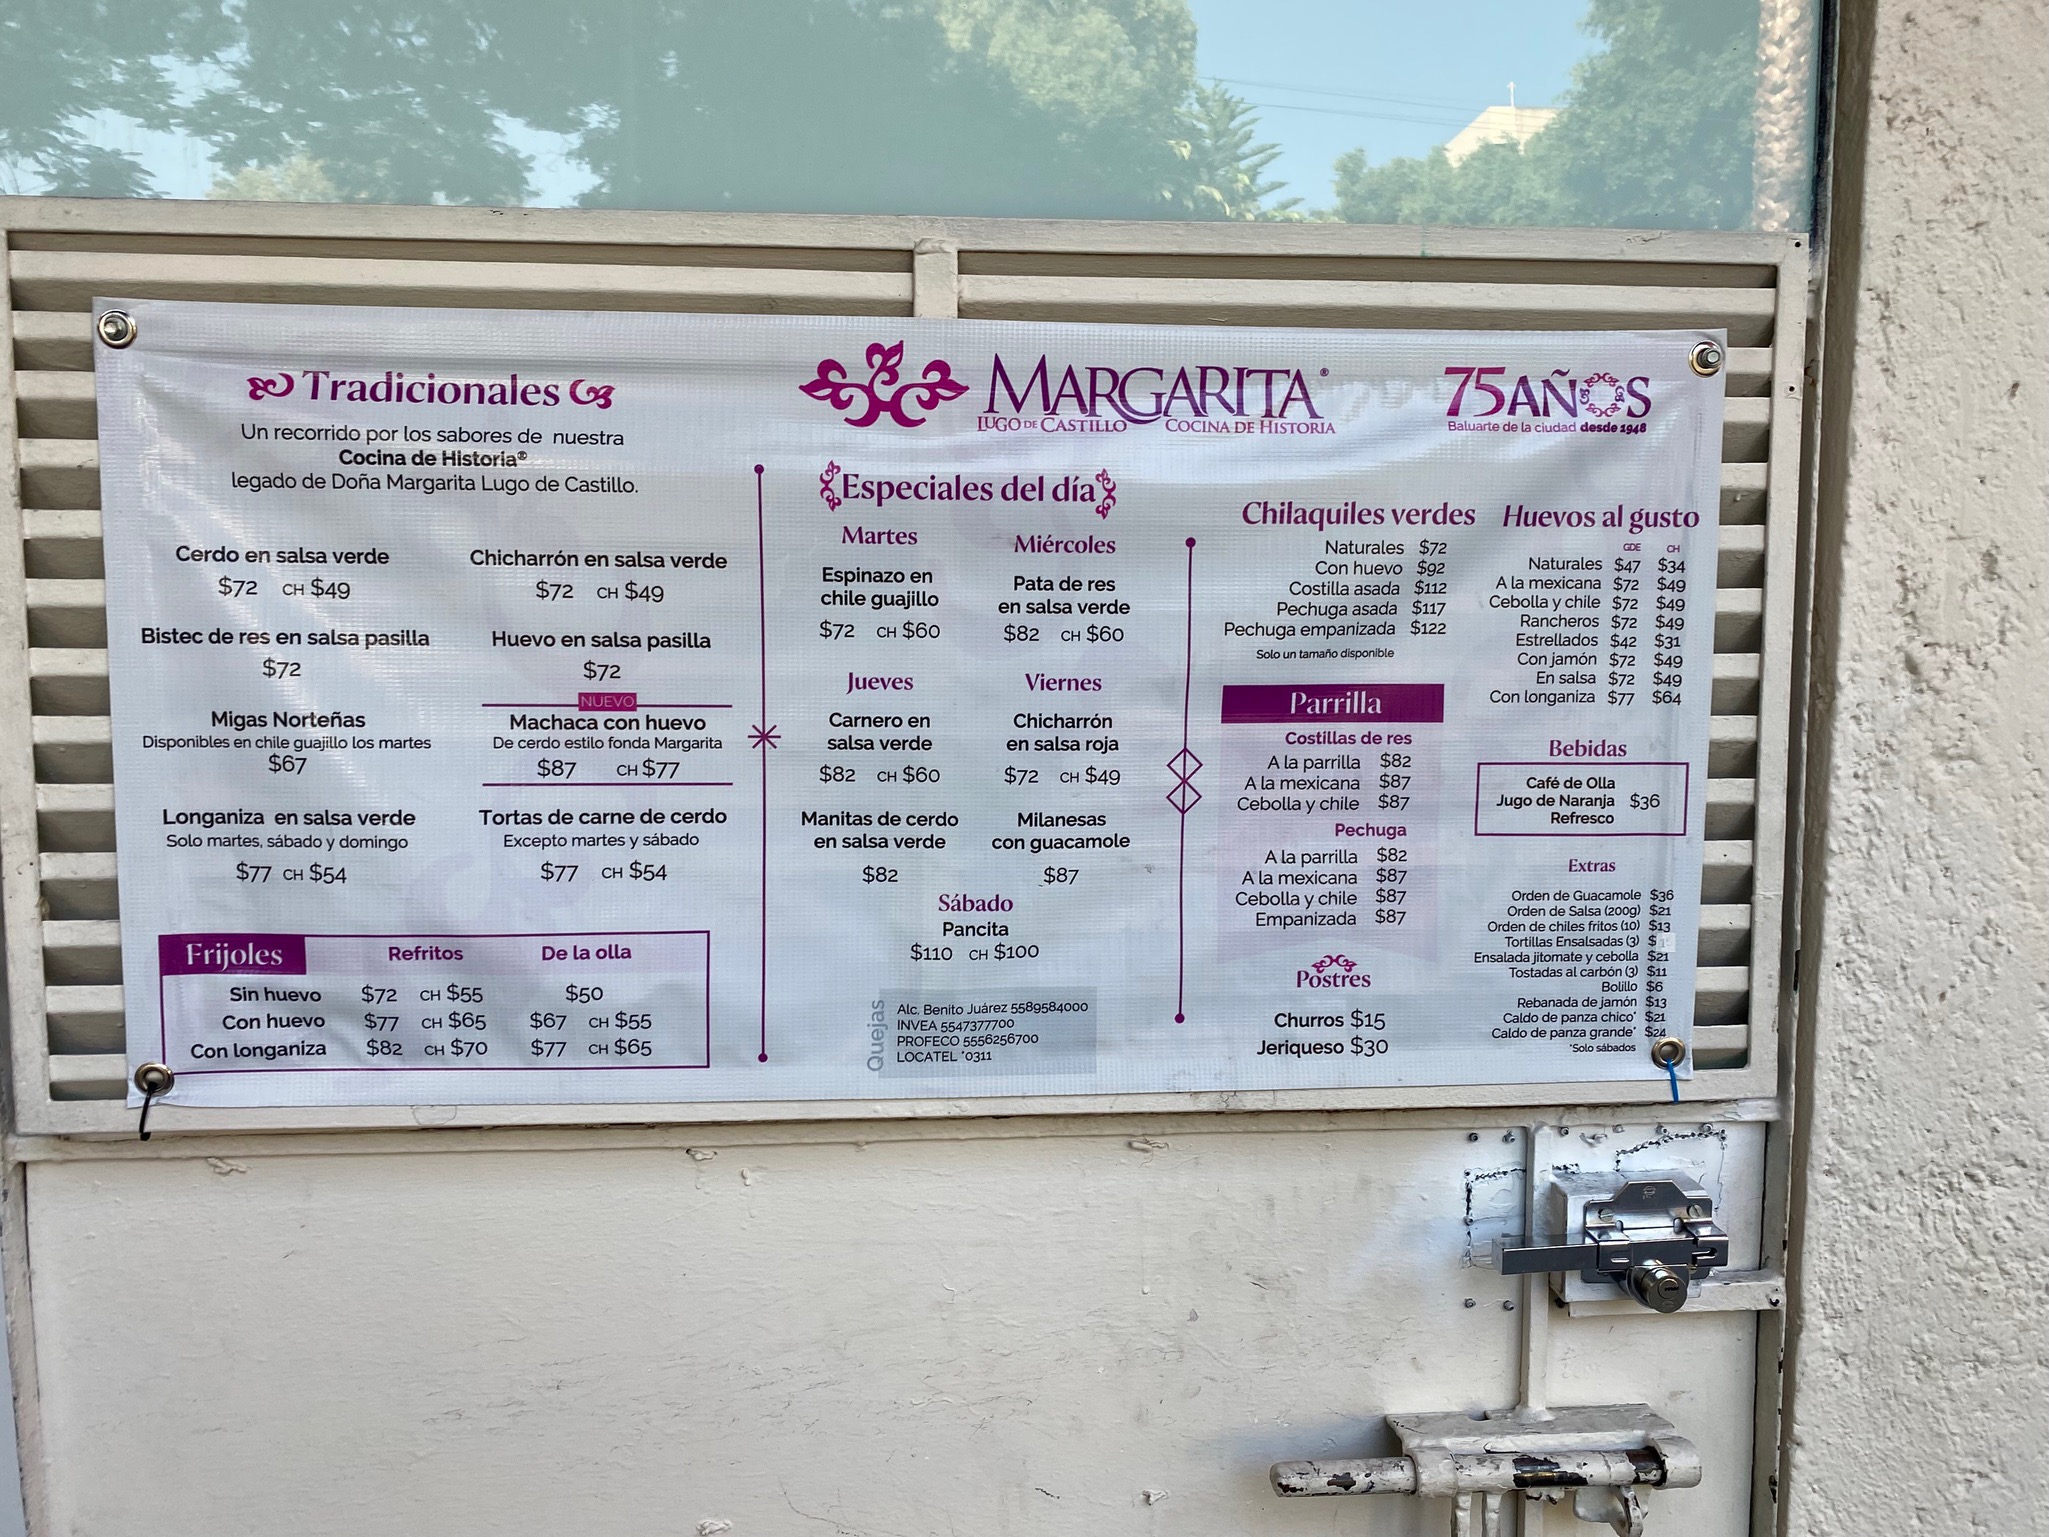 Tradicionales
Un recorrido por los sabores de nuestra
Cocina de Historia®
legado de Doña Margarita Lugo de Castillo.
Cerdo en salsa verde
$72 CH $49
Chicharrón en salsa verde
$72 CH $49
Bistec de res en salsa pasilla
$72
Huevo en salsa pasilla
$72
Migas Norteñas
Disponibles en chile guajillo los martes
$67
NUEVO
Machaca con huevo
De cerdo estilo fonda Margarita
$87 CH $77
Longaniza en salsa verde
Solo martes, sábado y domingo
$77 CH $54
Tortas de carne de cerdo
Excepto martes y sábado
$77 CH $54
Frijoles Refritos De la olla
Sin huevo $72 CH $55 $50
Con huevo $77 CH $65 $67 CH $55
Con longaniza $82 CH $70 $77 CH $65
MARGARITA®
LUGO DE CASTILLO COCINA DE HISTORIA
75 AÑOS
Baluarte de la ciudad desde 1948
Especiales del día
Martes
Espinazo en
chile guajillo
$72 CH $60
Miércoles
Pata de res
en salsa verde
$82 CH $60
Jueves
Carnero en
salsa verde
$82 CH $60
Manitas de cerdo
en salsa verde
$82
Viernes
Chicharrón
en salsa roja
$72 CH $49
Milanesas
con guacamole
$87
Sábado
Pancita
$110 CH $100
Quejas
Alc. Benito Juárez 5589584000
INVEA 5547377700
PROFECO 5556256700
LOCATEL *0311
Chilaquiles verdes
Naturales $72
Con huevo $92
Costilla asada $112
Pechuga asada $117
Pechuga empanizada $122
Solo un tamaño disponible
Parrilla
Costillas de res
A la parrilla $82
A la mexicana $87
Cebolla y chile $87
Pechuga
A la parrilla $82
A la mexicana $87
Cebolla y chile $87
Empanizada $87
Postres
Churros $15
Jeriqueso $30
Huevos al gusto
GDE CH
Naturales $47 $34
A la mexicana $72 $49
Cebolla y chile $72 $49
Rancheros $72 $49
Estrellados $42 $31
Con jamón $72 $49
En salsa $72 $49
Con longaniza $77 $64
Bebidas
Café de Olla
Jugo de Naranja $36
Refresco
Extras
Orden de Guacamole $36
Orden de Salsa (200g) $21
Orden de chiles fritos (10) $13
Tortillas Ensalsadas (3) $
Ensalada jitomate y cebolla $21
Tostadas al carbón (3) $11
Bolillo $6
Rebanada de jamón $13
Caldo de panza chico* $21
Caldo de panza grande* $24
*Solo sábados